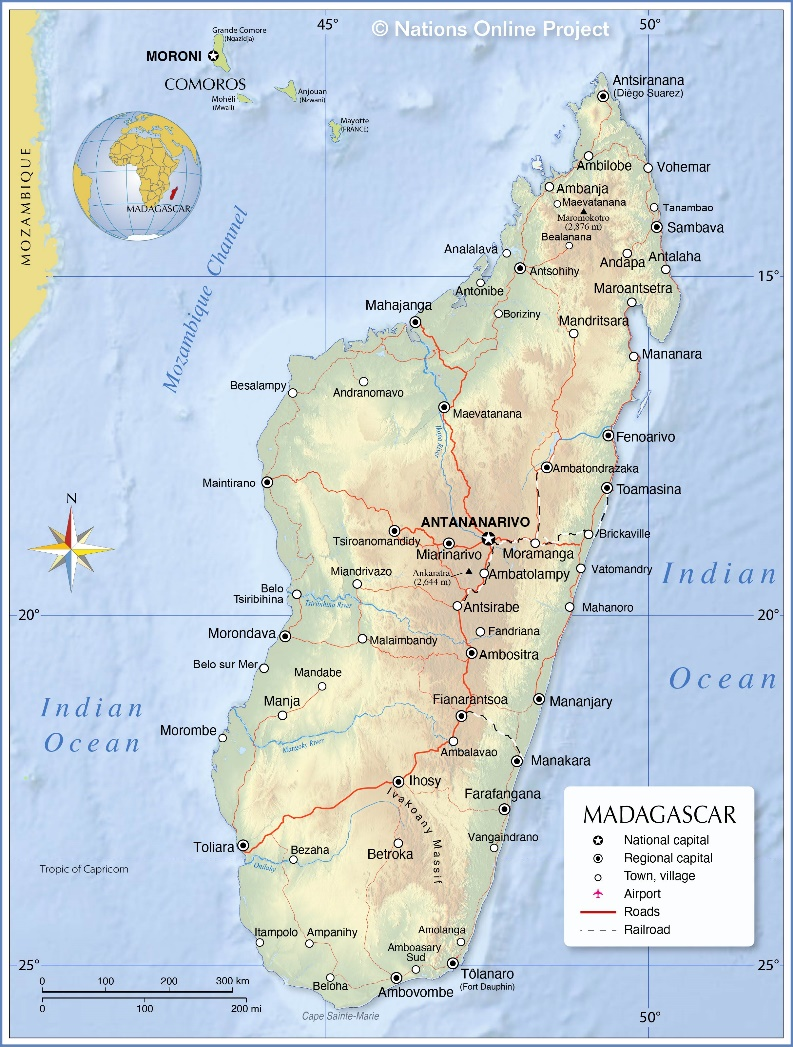 45°
50°
© Nations Online Project
Grande Comore
(Ngazidja)
MORONI
COMOROS
Mohéli
(Mwali)
Anjouan
(Nzwani)
Mayotte
(FRANCE)
MOZAMBIQUE
MADAGASCAR
Mozambique Channel
Antsiranana
(Diégo Suarez)
Ambilobe
Vohemar
Ambanja
Maevatanana
Maromokotro
(2,876 m)
Tanambao
Sambava
Bealanana
Analalava
Antsohihy
Andapa
Antalaha
15°
15°
Antonibe
Maroantsetra
Mahajanga
Boriziny
Mandritsara
Mananara
Besalampy
Andranomavo
Maevatanana
Fenoarivo
Ambatondrazaka
Maintirano
Toamasina
N
ANTANANARIVO
Tsiroanomandidy
Miarinarivo
Moramanga
Brickaville
Ankaratra
(2,644 m)
Ambatolampy
Vatomandry
Indian
Miandrivazo
Belo
Tsiribihina
Antsirabe
Mahanoro
20°
20°
Morondava
Malaimbandy
Fandriana
Ambositra
Belo sur Mer
Mandabe
Ocean
Manja
Fianarantsoa
Mananjary
Indian
Ocean
Morombe
Mangoky River
Ambalavao
Manakara
Ihosy
Ivakoany Massif
Farafangana
Toliara
Bezaha
Betroka
Vangaindrano
Tropic of Capricorn
Itampolo
Ampanihy
Amolanga
Amboasary
Sud
25°
25°
Beloha
Ambovombe
Tôlanaro
(Fort Dauphin)
Cape Sainte-Marie
50°
0 100 200 300 km
0 100 200 mi
MADAGASCAR
National capital
Regional capital
Town, village
Airport
Roads
Railroad